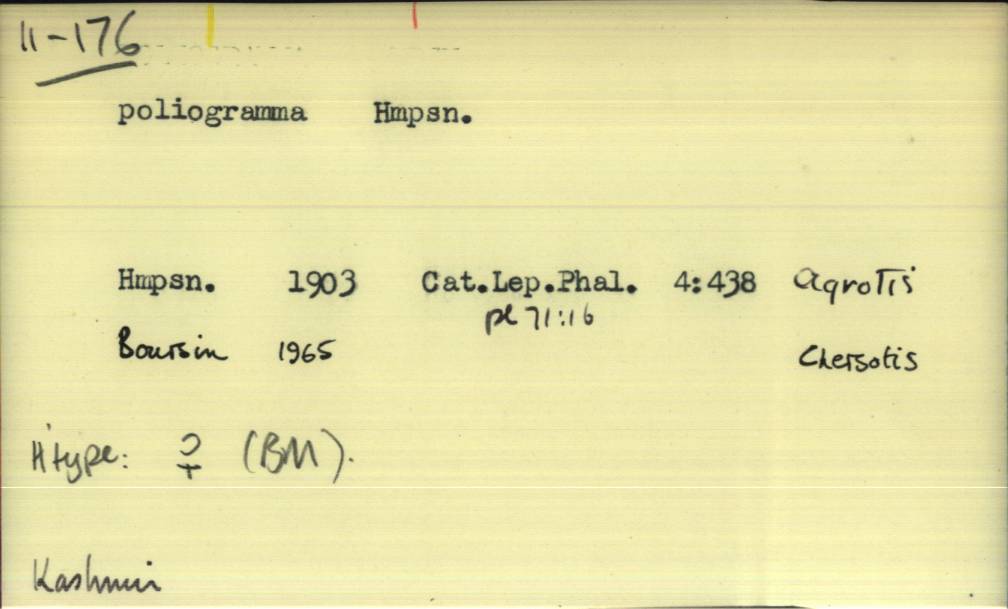 11-176
poliogramma Hmpsn.
Hmpsn. 1903 Cat.Lep.Phal. 4:438 Agrotis
pl 71:16
Boursin 1965 Chersotis
H'type: ♀ (BM).
Kashmir